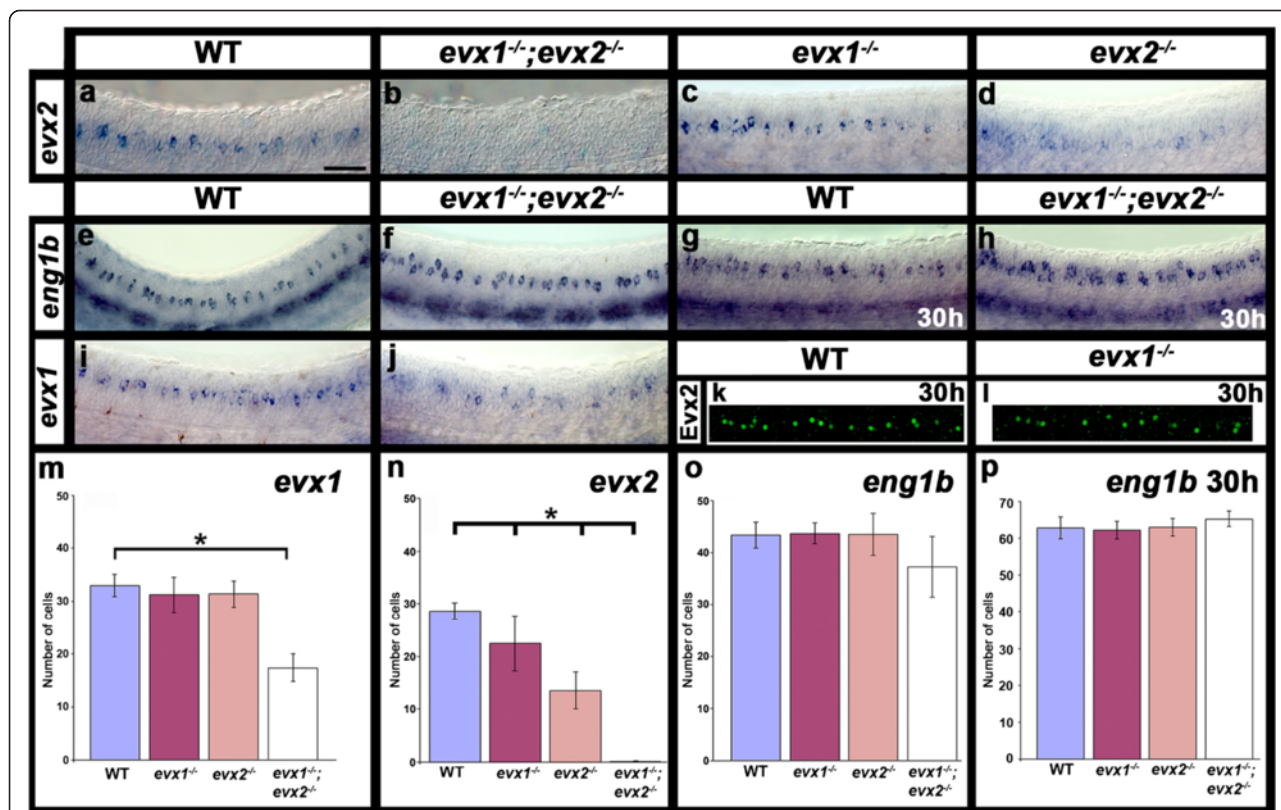 WT evx1-/-;evx2-/- evx1-/- evx2-/-
evx2
a b c d
WT evx1-/-;evx2-/- WT evx1-/-;evx2-/-
eng1b
e f g h
30h 30h
evx1
i j
WT evx1-/-
Evx2
k 30h l 30h
m evx1
Number of cells
50
40
30
20
10
0
*
WT evx1-/- evx2-/- evx1-/-;
evx2-/-
n evx2
Number of cells
50
40
30
20
10
0
*
WT evx1-/- evx2-/- evx1-/-;
evx2-/-
o eng1b
Number of cells
50
40
30
20
10
0
WT evx1-/- evx2-/- evx1-/-;
evx2-/-
p eng1b 30h
Number of cells
70
60
50
40
30
20
10
0
WT evx1-/- evx2-/- evx1-/-;
evx2-/-